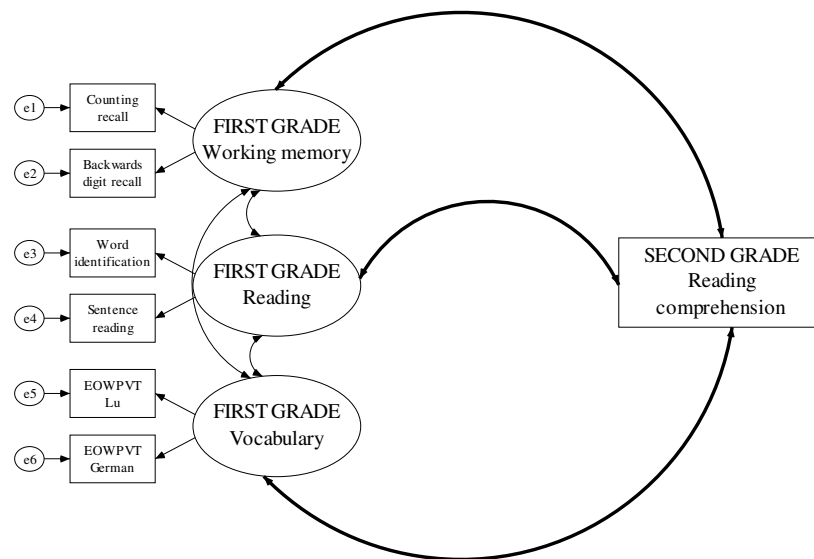 e1
Counting
recall
FIRST GRADE
Working memory
e2
Backwards
digit recall
e3
Word
identification
FIRST GRADE
Reading
e4
Sentence
reading
SECOND GRADE
Reading
comprehension
e5
EOWPVT
Lu
FIRST GRADE
Vocabulary
e6
EOWPVT
German